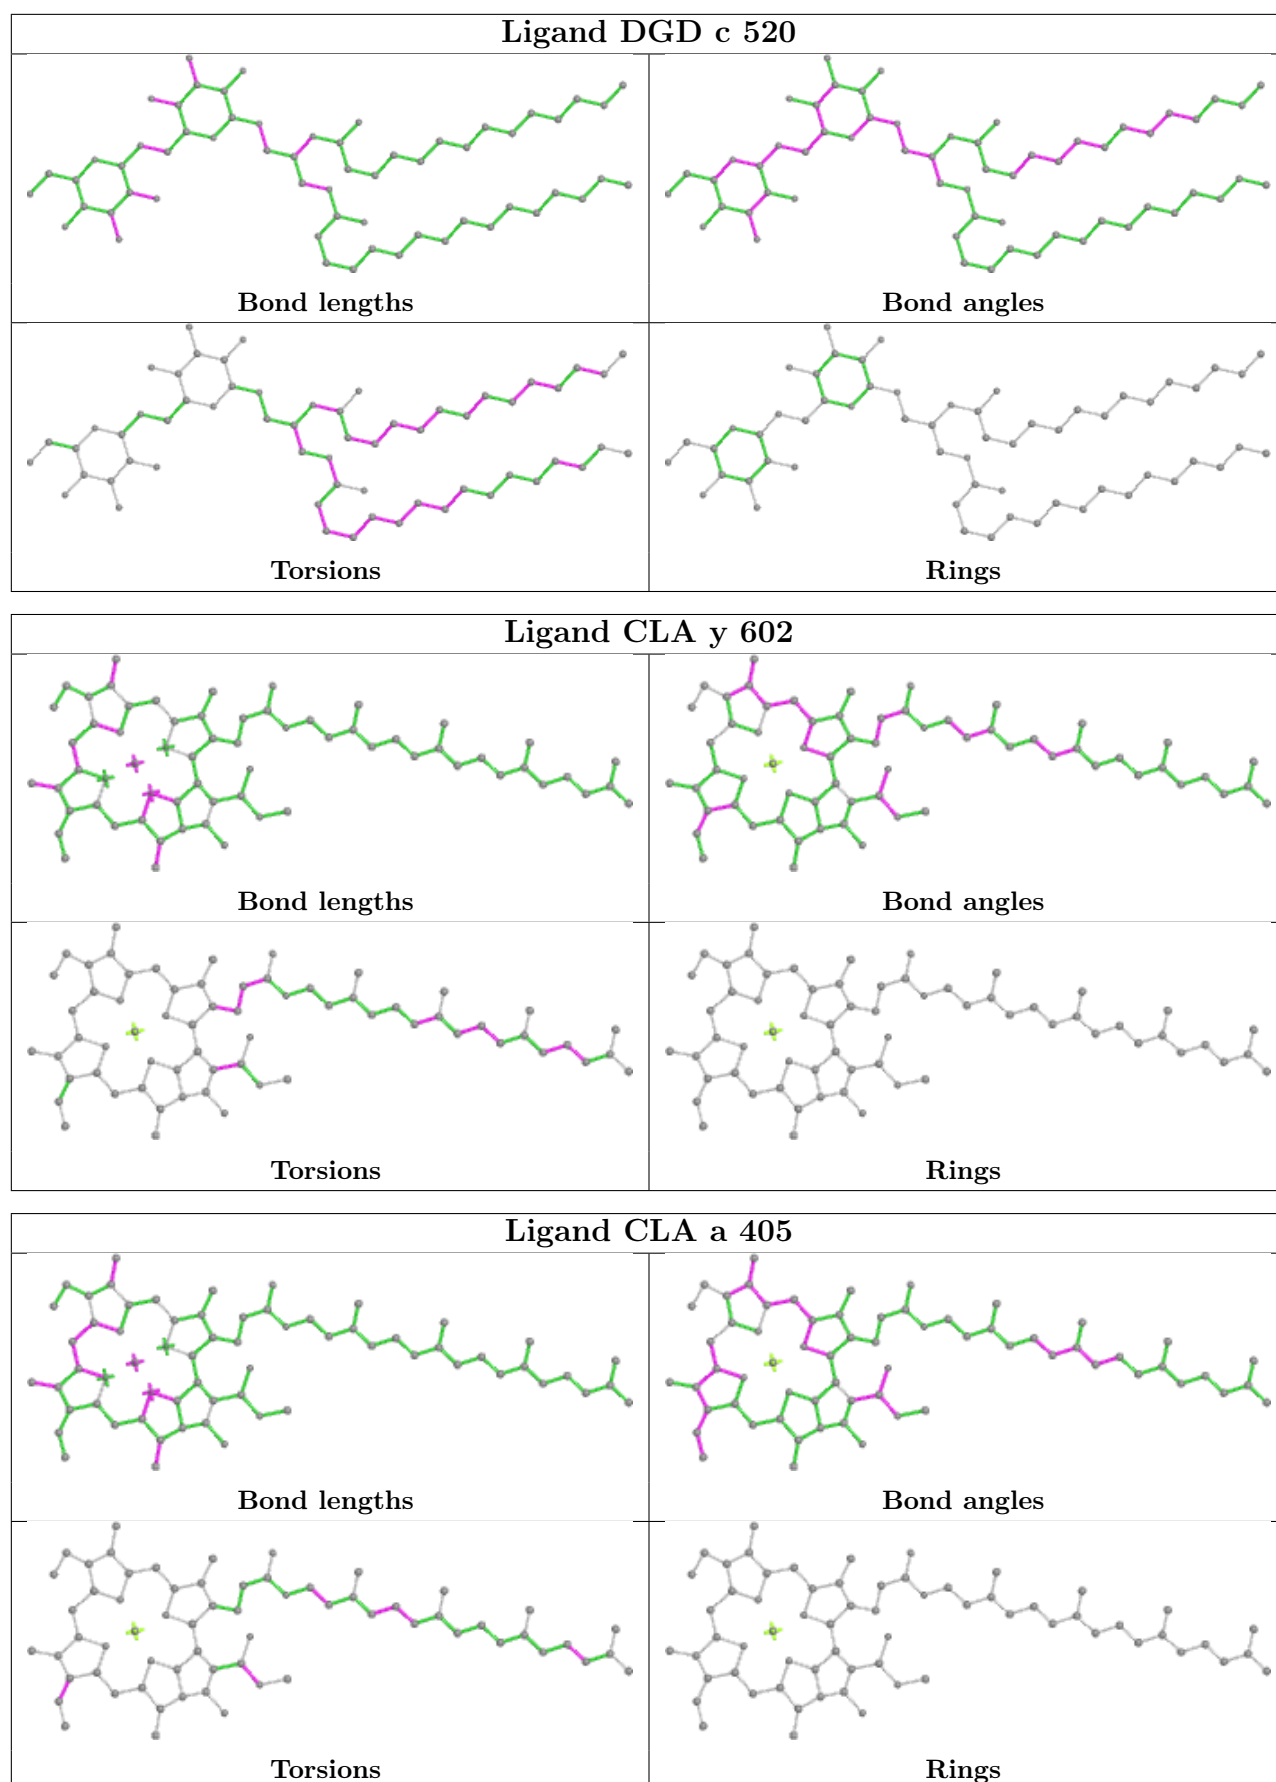 Ligand DGD c 520
Bond lengths
Bond angles
Torsions
Rings
Ligand CLA y 602
Bond lengths
Bond angles
Torsions
Rings
Ligand CLA a 405
Bond lengths
Bond angles
Torsions
Rings